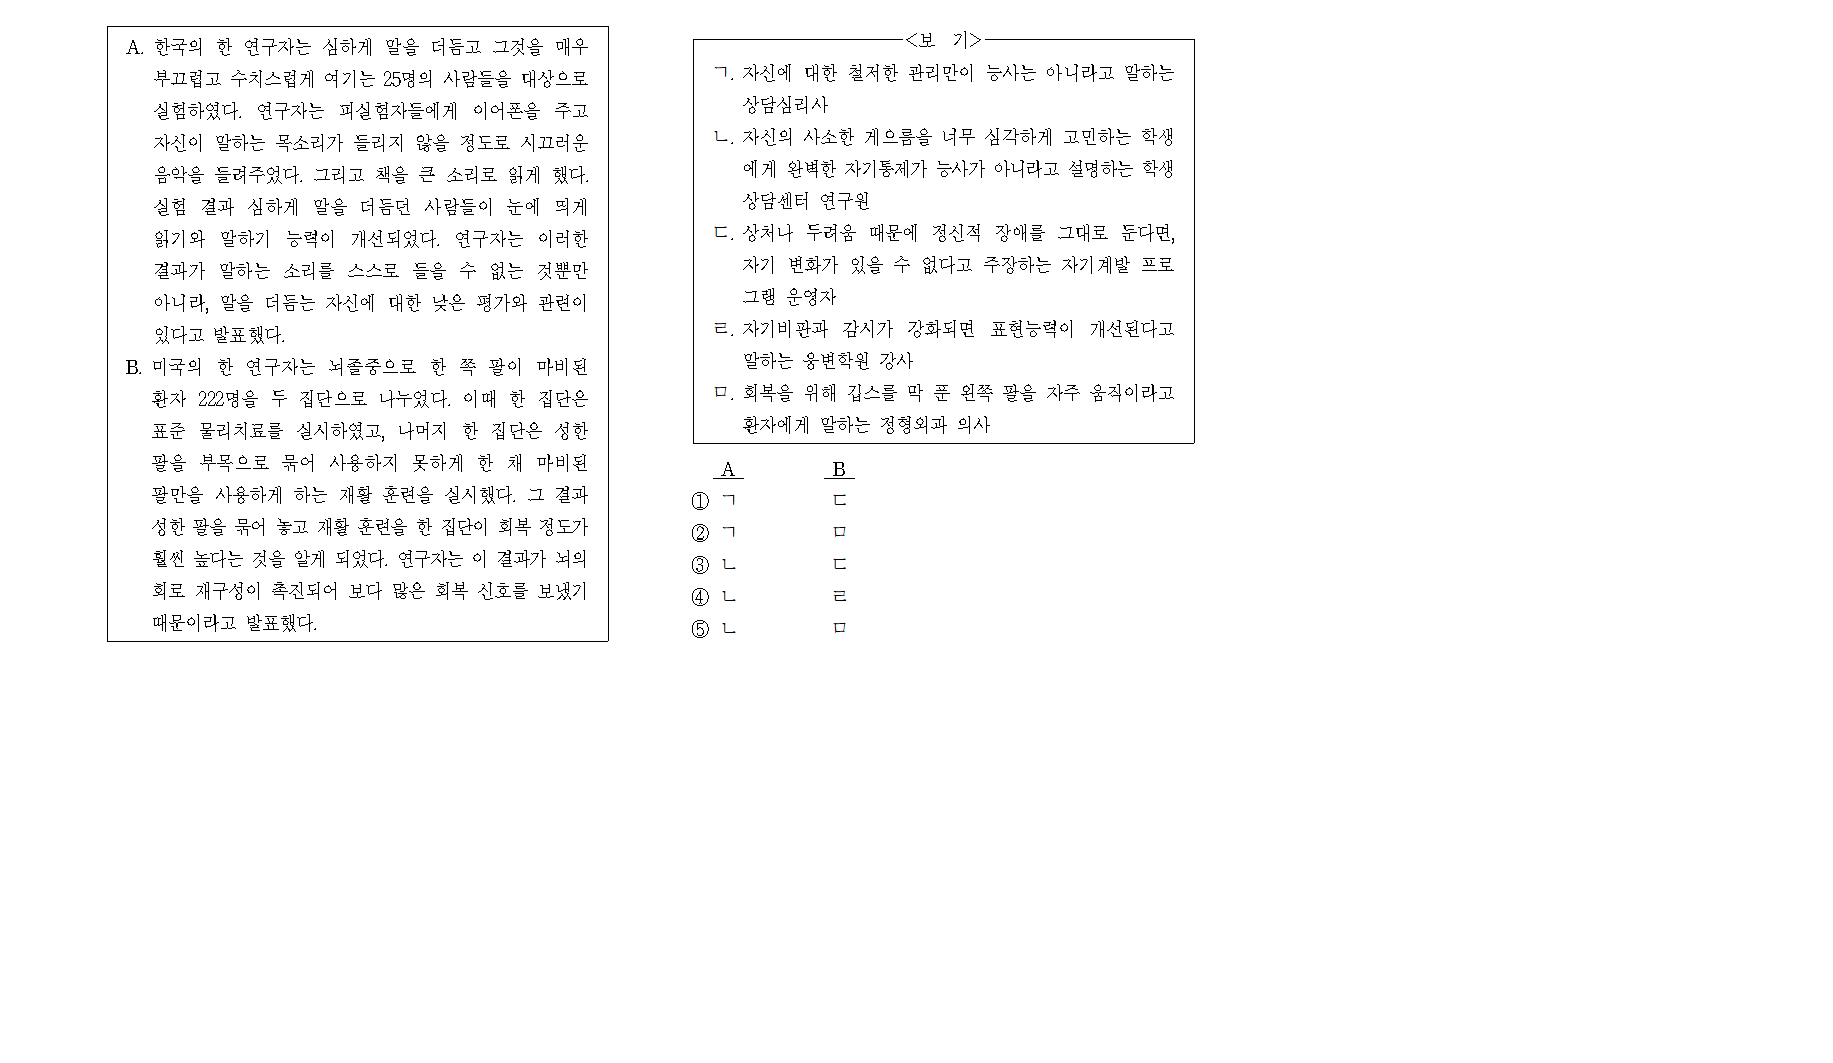 A. 한국의 한 연구자는 심하게 말을 더듬고 그것을 매우
부끄럽고 수치스럽게 여기는 25명의 사람들을 대상으로
실험하였다. 연구자는 피실험자들에게 이어폰을 주고
자신이 말하는 목소리가 들리지 않을 정도로 시끄러운
음악을 들려주었다. 그리고 책을 큰 소리로 읽게 했다.
실험 결과 심하게 말을 더듬던 사람들이 눈에 띄게
읽기와 말하기 능력이 개선되었다. 연구자는 이러한
결과가 말하는 소리를 스스로 들을 수 없는 것뿐만
아니라, 말을 더듬는 자신에 대한 낮은 평가와 관련이
있다고 발표했다.
B. 미국의 한 연구자는 뇌졸중으로 한 쪽 팔이 마비된
환자 222명을 두 집단으로 나누었다. 이때 한 집단은
표준 물리치료를 실시하였고, 나머지 한 집단은 성한
팔을 부목으로 묶어 사용하지 못하게 한 채 마비된
팔만을 사용하게 하는 재활 훈련을 실시했다. 그 결과
성한 팔을 묶어 놓고 재활 훈련을 한 집단이 회복 정도가
훨씬 높다는 것을 알게 되었다. 연구자는 이 결과가 뇌의
회로 재구성이 촉진되어 보다 많은 회복 신호를 보냈기
때문이라고 발표했다.
<보 기>
ㄱ. 자신에 대한 철저한 관리만이 능사는 아니라고 말하는
상담심리사
ㄴ. 자신의 사소한 게으름을 너무 심각하게 고민하는 학생
에게 완벽한 자기통제가 능사가 아니라고 설명하는 학생
상담센터 연구원
ㄷ. 상처나 두려움 때문에 정신적 장애를 그대로 둔다면,
자기 변화가 있을 수 없다고 주장하는 자기계발 프로
그램 운영자
ㄹ. 자기비판과 감시가 강화되면 표현능력이 개선된다고
말하는 웅변학원 강사
ㅁ. 회복을 위해 깁스를 막 푼 왼쪽 팔을 자주 움직이라고
환자에게 말하는 정형외과 의사
A B
① ㄱ ㄷ
② ㄱ ㅁ
③ ㄴ ㄷ
④ ㄴ ㄹ
⑤ ㄴ ㅁ